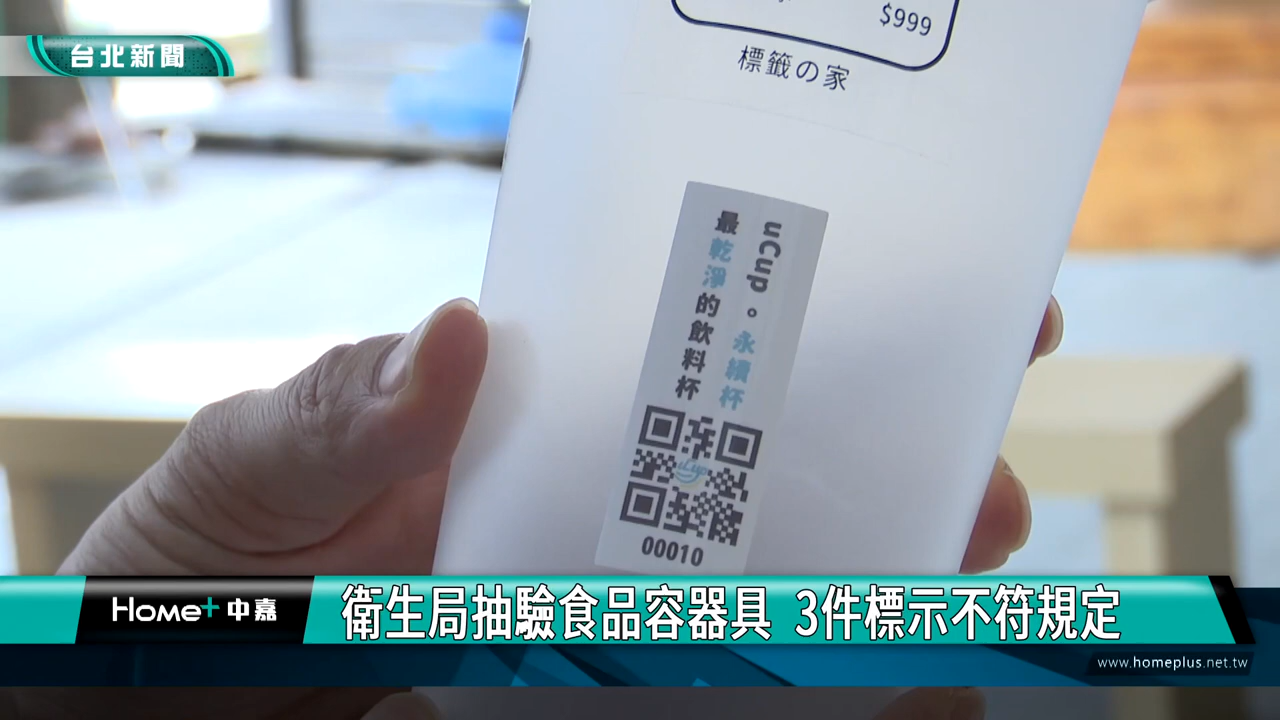 台北新聞
$999
標籤の家
uCup。永續杯
最乾淨的飲料杯
uCup
00010
Home+中嘉
衛生局抽驗食品容器具 3件標示不符規定
www.homeplus.net.tw